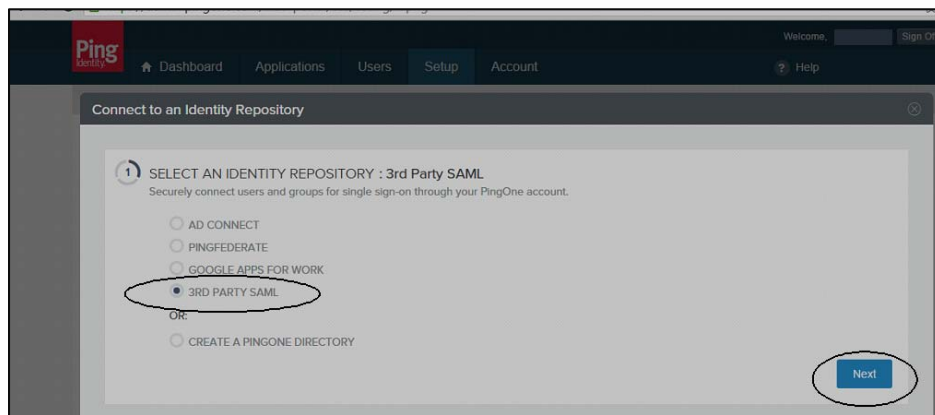 Welcome,
Sign Of
Ping
Identity
Dashboard Applications Users Setup Account
? Help
Connect to an Identity Repository
1 SELECT AN IDENTITY REPOSITORY : 3rd Party SAML
Securely connect users and groups for single sign-on through your PingOne account.
AD CONNECT
PINGFEDERATE
GOOGLE APPS FOR WORK
3RD PARTY SAML
OR:
CREATE A PINGONE DIRECTORY
Next